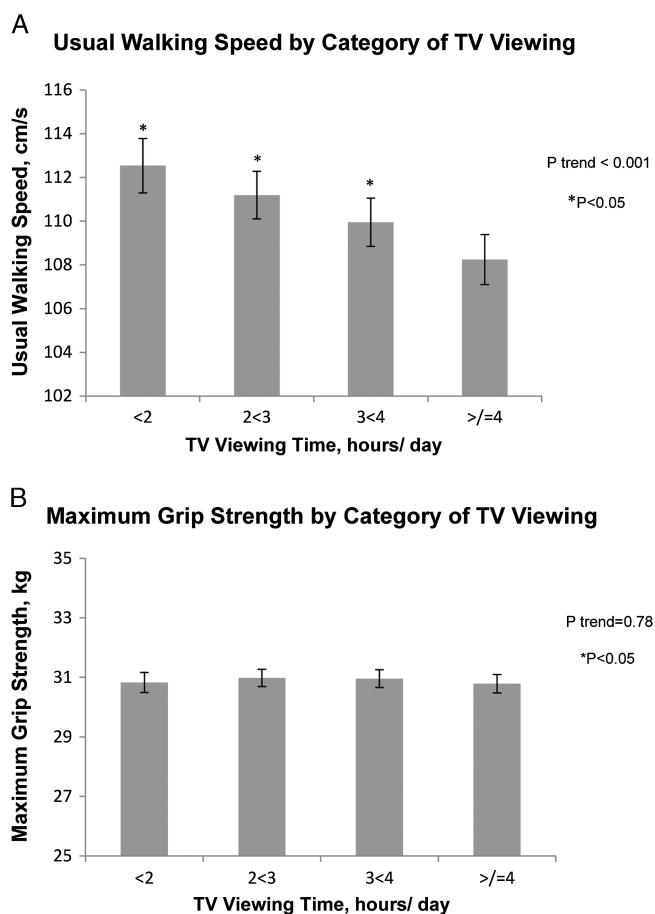 A
Usual Walking Speed by Category of TV Viewing
116
114
112
110
108
106
104
102
Usual Walking Speed, cm/s
*
*
*
P trend < 0.001
*P<0.05
<2
2<3
3<4
>/=4
TV Viewing Time, hours/ day
B
Maximum Grip Strength by Category of TV Viewing
35
33
31
29
27
25
Maximum Grip Strength, kg
P trend=0.78
*P<0.05
<2
2<3
3<4
>/=4
TV Viewing Time, hours/ day